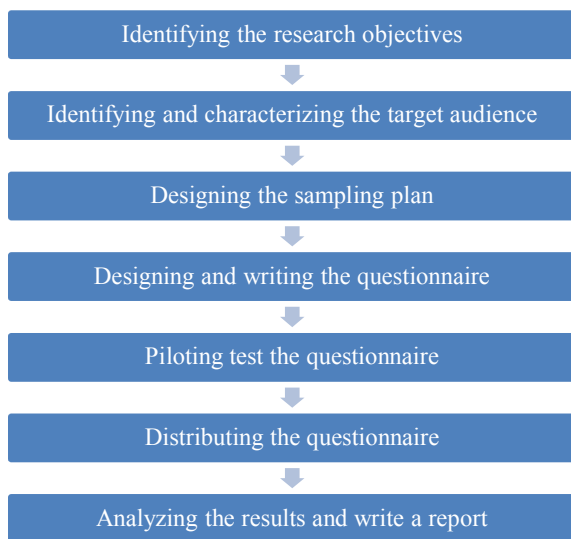 Identifying the research objectives
Identifying and characterizing the target audience
Designing the sampling plan
Designing and writing the questionnaire
Piloting test the questionnaire
Distributing the questionnaire
Analyzing the results and write a report